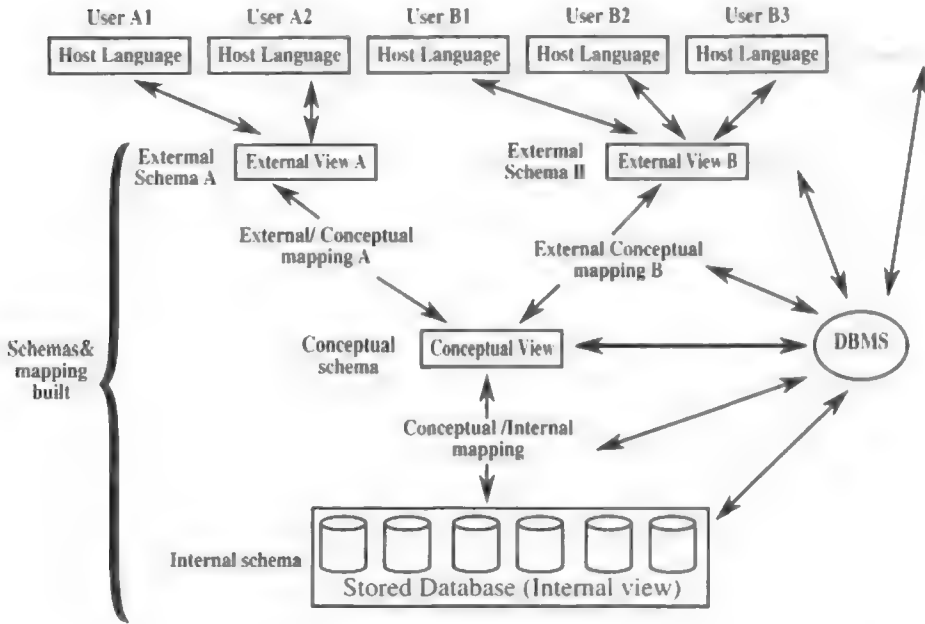 User A1
User A2
User B1
User B2
User B3
Host Language
Host Language
Host Language
Host Language
Host Language
Extermal
Schema A
External View A
Extermal
Schema II
External View B
External/ Conceptual
mapping A
External Conceptual
mapping B
Schemas&
mapping
built
Conceptual
schema
Conceptual View
DBMS
Conceptual /Internal
mapping
Internal schema
Stored Database (Internal view)